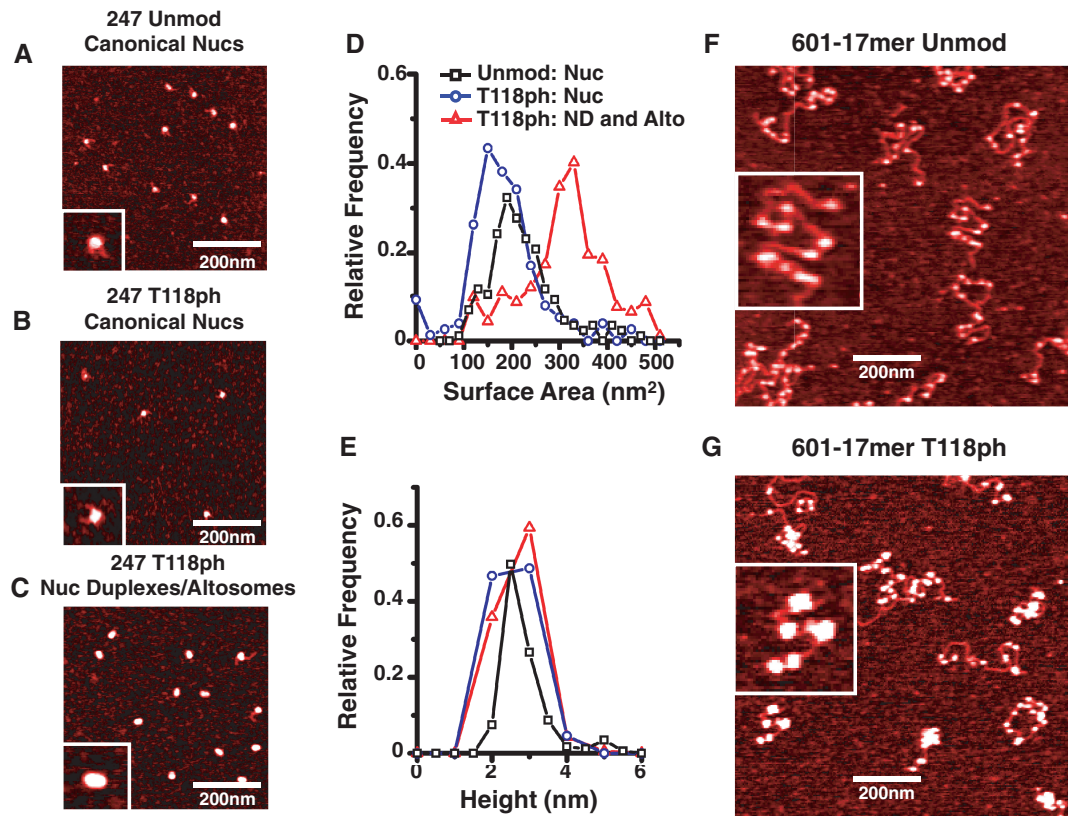 A
247 Unmod
Canonical Nucs
200nm
B
247 T118ph
Canonical Nucs
200nm
C
247 T118ph
Nuc Duplexes/Altosomes
200nm
D
Unmod: Nuc
T118ph: Nuc
T118ph: ND and Alto
Relative Frequency
0.6
0.4
0.2
0
0 100 200 300 400 500
Surface Area (nm²)
E
Relative Frequency
0.6
0.4
0.2
0
0 2 4 6
Height (nm)
F
601-17mer Unmod
200nm
G
601-17mer T118ph
200nm